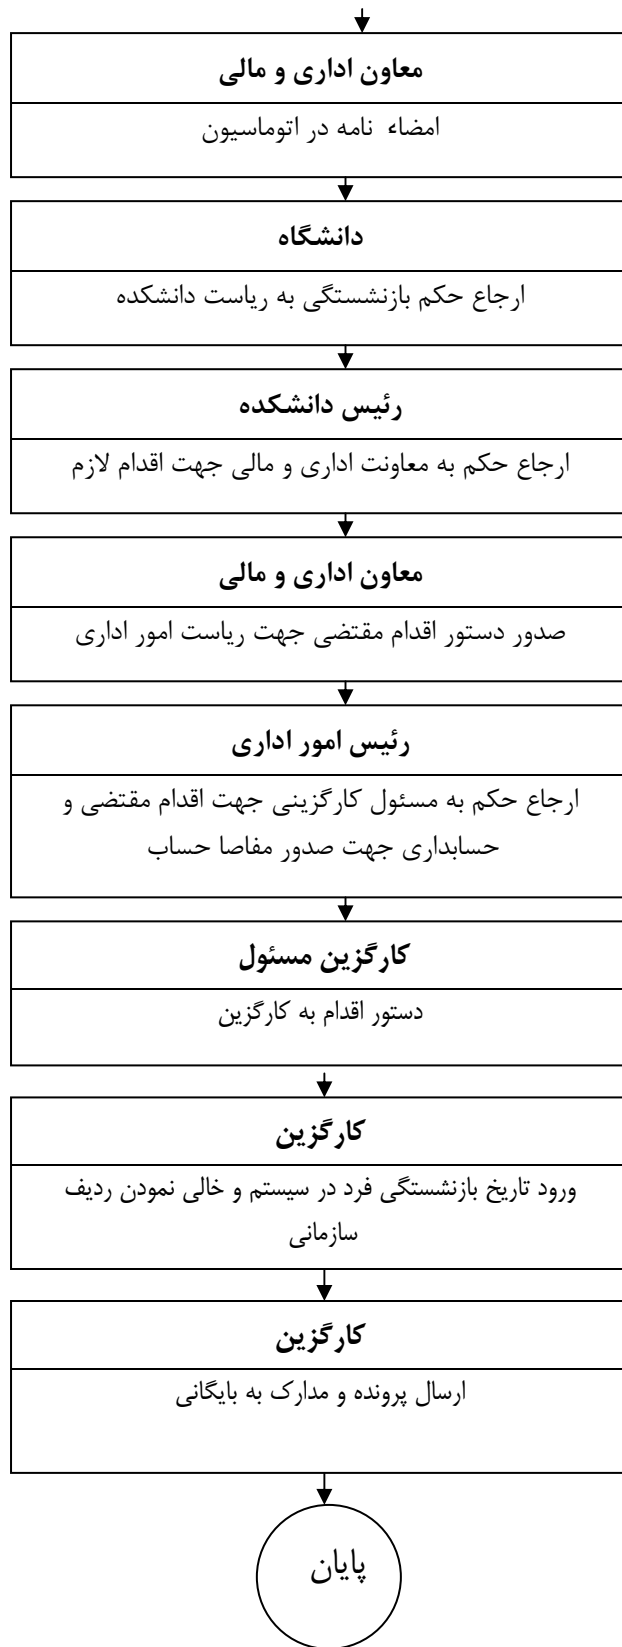 معاون اداری و مالی
امضاء نامه در اتوماسیون
دانشگاه
ارجاع حکم بازنشستگی به ریاست دانشکده
رئیس دانشکده
ارجاع حکم به معاونت اداری و مالی جهت اقدام لازم
معاون اداری و مالی
صدور دستور اقدام مقتضی جهت ریاست امور اداری
رئیس امور اداری
ارجاع حکم به مسئول کارگزینی جهت اقدام مقتضی و
حسابداری جهت صدور مفاصا حساب
کارگزین مسئول
دستور اقدام به کارگزین
کارگزین
ورود تاریخ بازنشستگی فرد در سیستم و خالی نمودن ردیف
سازمانی
کارگزین
ارسال پرونده و مدارک به بایگانی
پایان